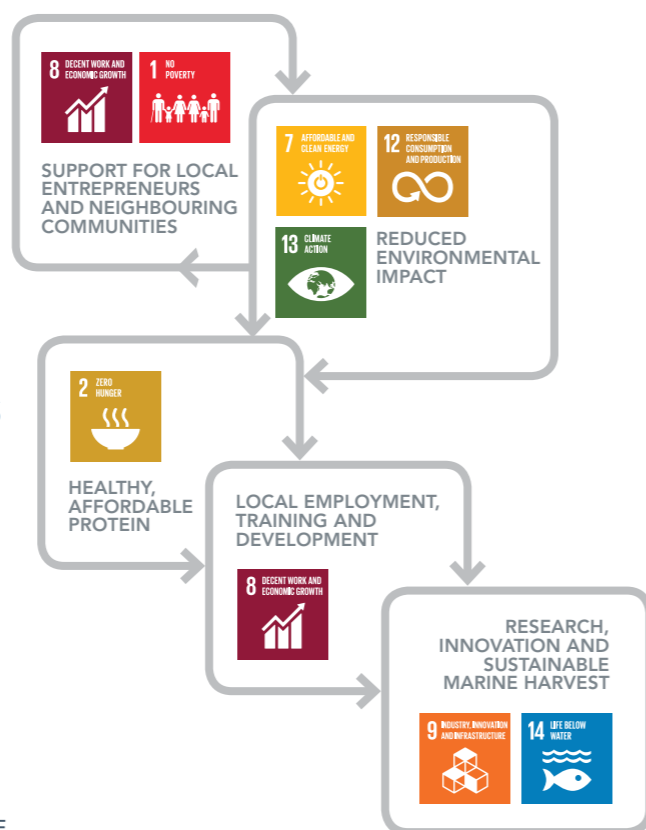 8 DECENT WORK AND
ECONOMIC GROWTH
1 NO
POVERTY
SUPPORT FOR LOCAL
ENTREPRENEURS
AND NEIGHBOURING
COMMUNITIES
7 AFFORDABLE AND
CLEAN ENERGY
12 RESPONSIBLE
CONSUMPTION
AND PRODUCTION
13 CLIMATE
ACTION
REDUCED
ENVIRONMENTAL
IMPACT
2 ZERO
HUNGER
HEALTHY,
AFFORDABLE
PROTEIN
LOCAL EMPLOYMENT,
TRAINING AND
DEVELOPMENT
8 DECENT WORK AND
ECONOMIC GROWTH
RESEARCH,
INNOVATION AND
SUSTAINABLE
MARINE HARVEST
9 INDUSTRY, INNOVATION
AND INFRASTRUCTURE
14 LIFE BELOW
WATER